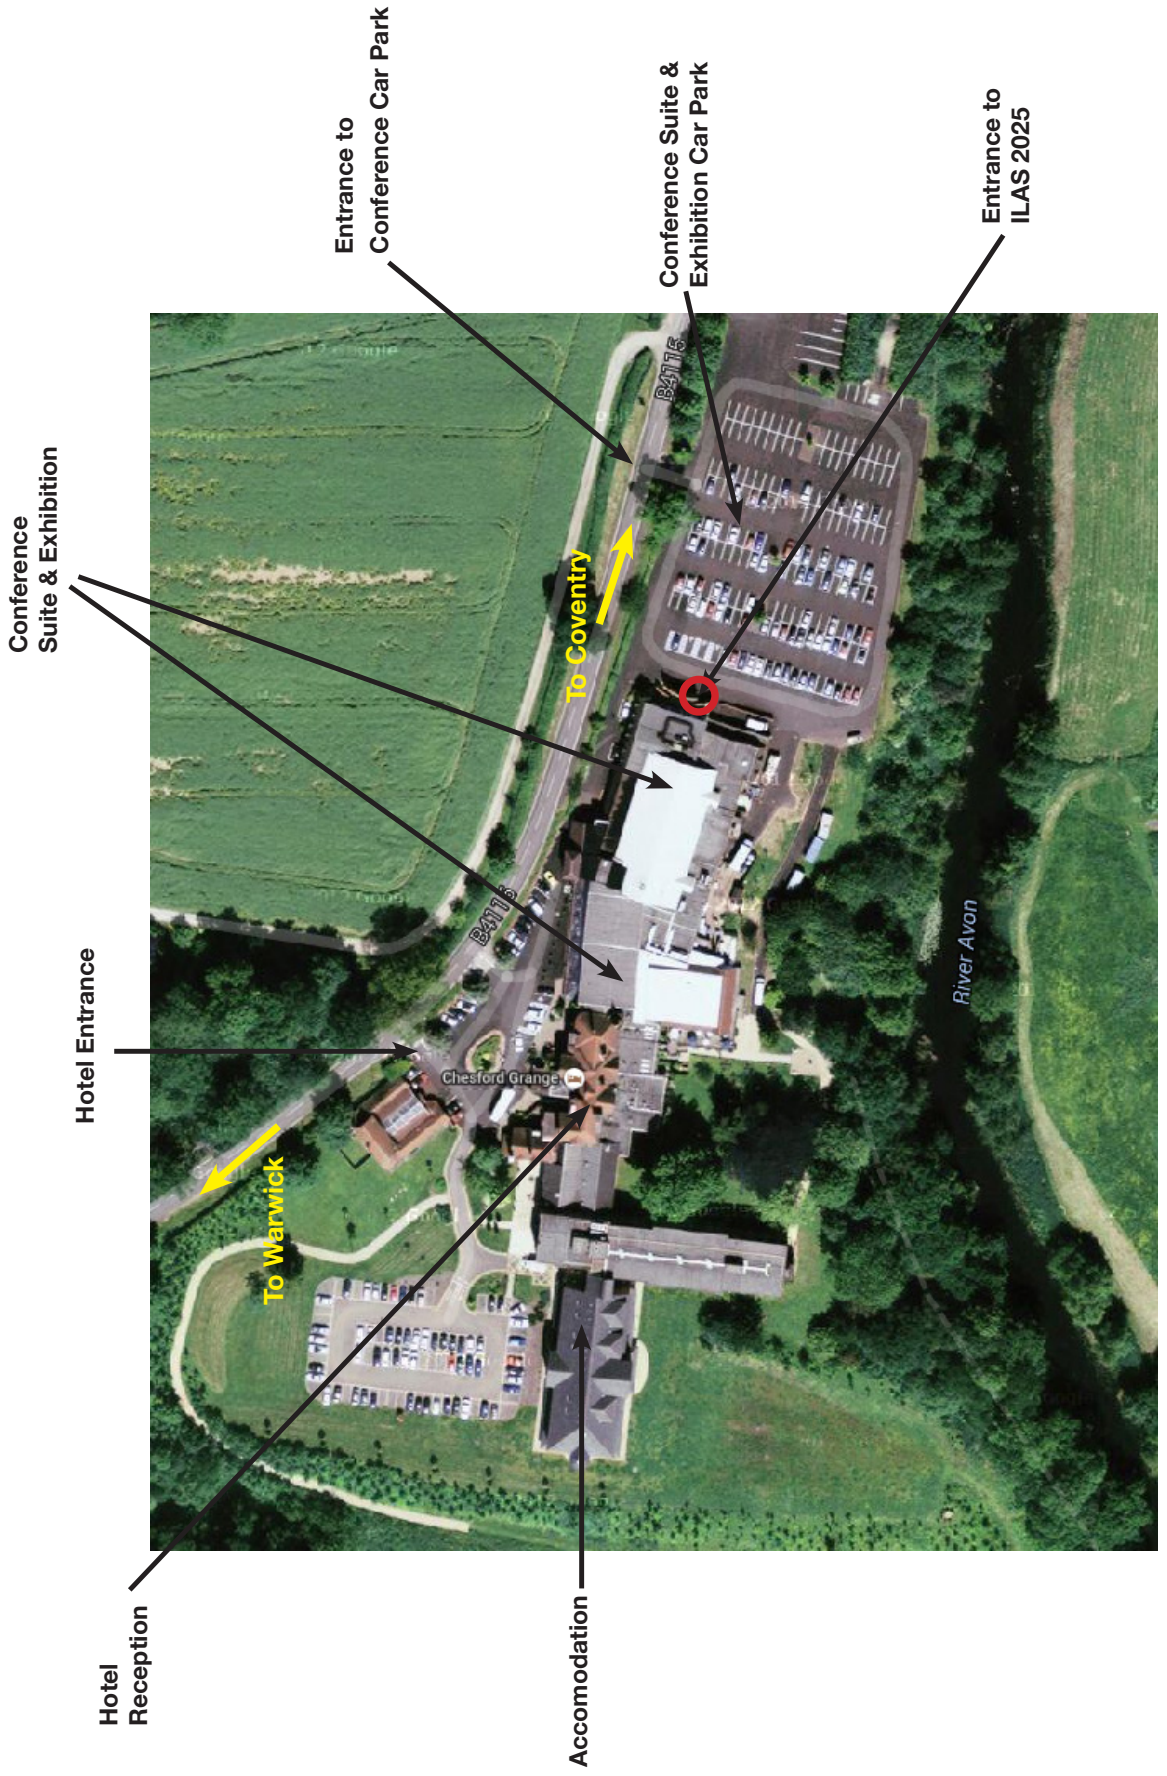 Hotel
Reception
Accomodation
Hotel Entrance
Conference
Suite & Exhibition
Entrance to
Conference Car Park
Conference Suite &
Exhibition Car Park
Entrance to
ILAS 2025
To Warwick
To Coventry
B4115
B4115
Chesford Grange
River Avon